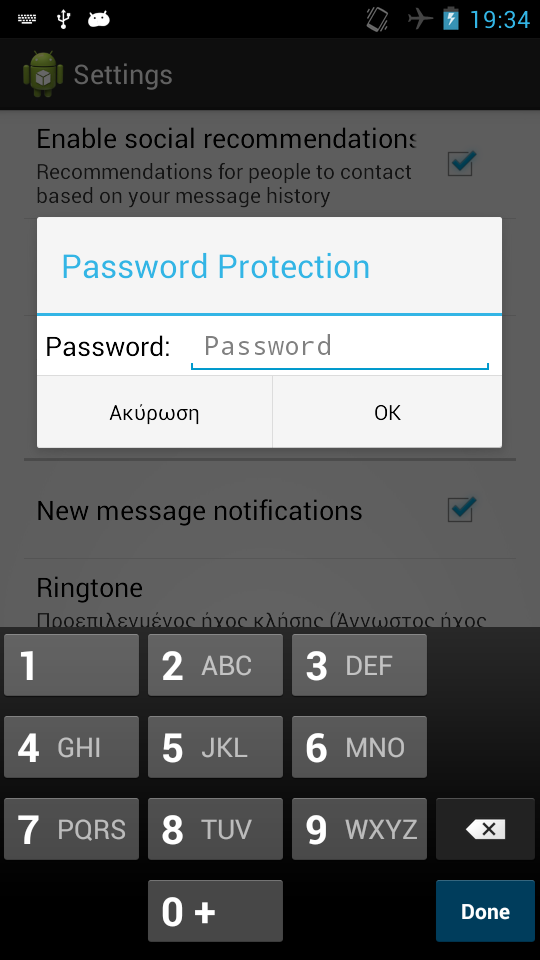 19:34
Settings
Enable social recommendations
Recommendations for people to contact
based on your message history
Password Protection
Password: Password
Ακύρωση OK
New message notifications
Ringtone
Προεπιλεγμένος ήχος κλήσης (Άγνωστος ήχος
1 2 ABC 3 DEF
4 GHI 5 JKL 6 MNO
7 PQRS 8 TUV 9 WXYZ
0 + Done